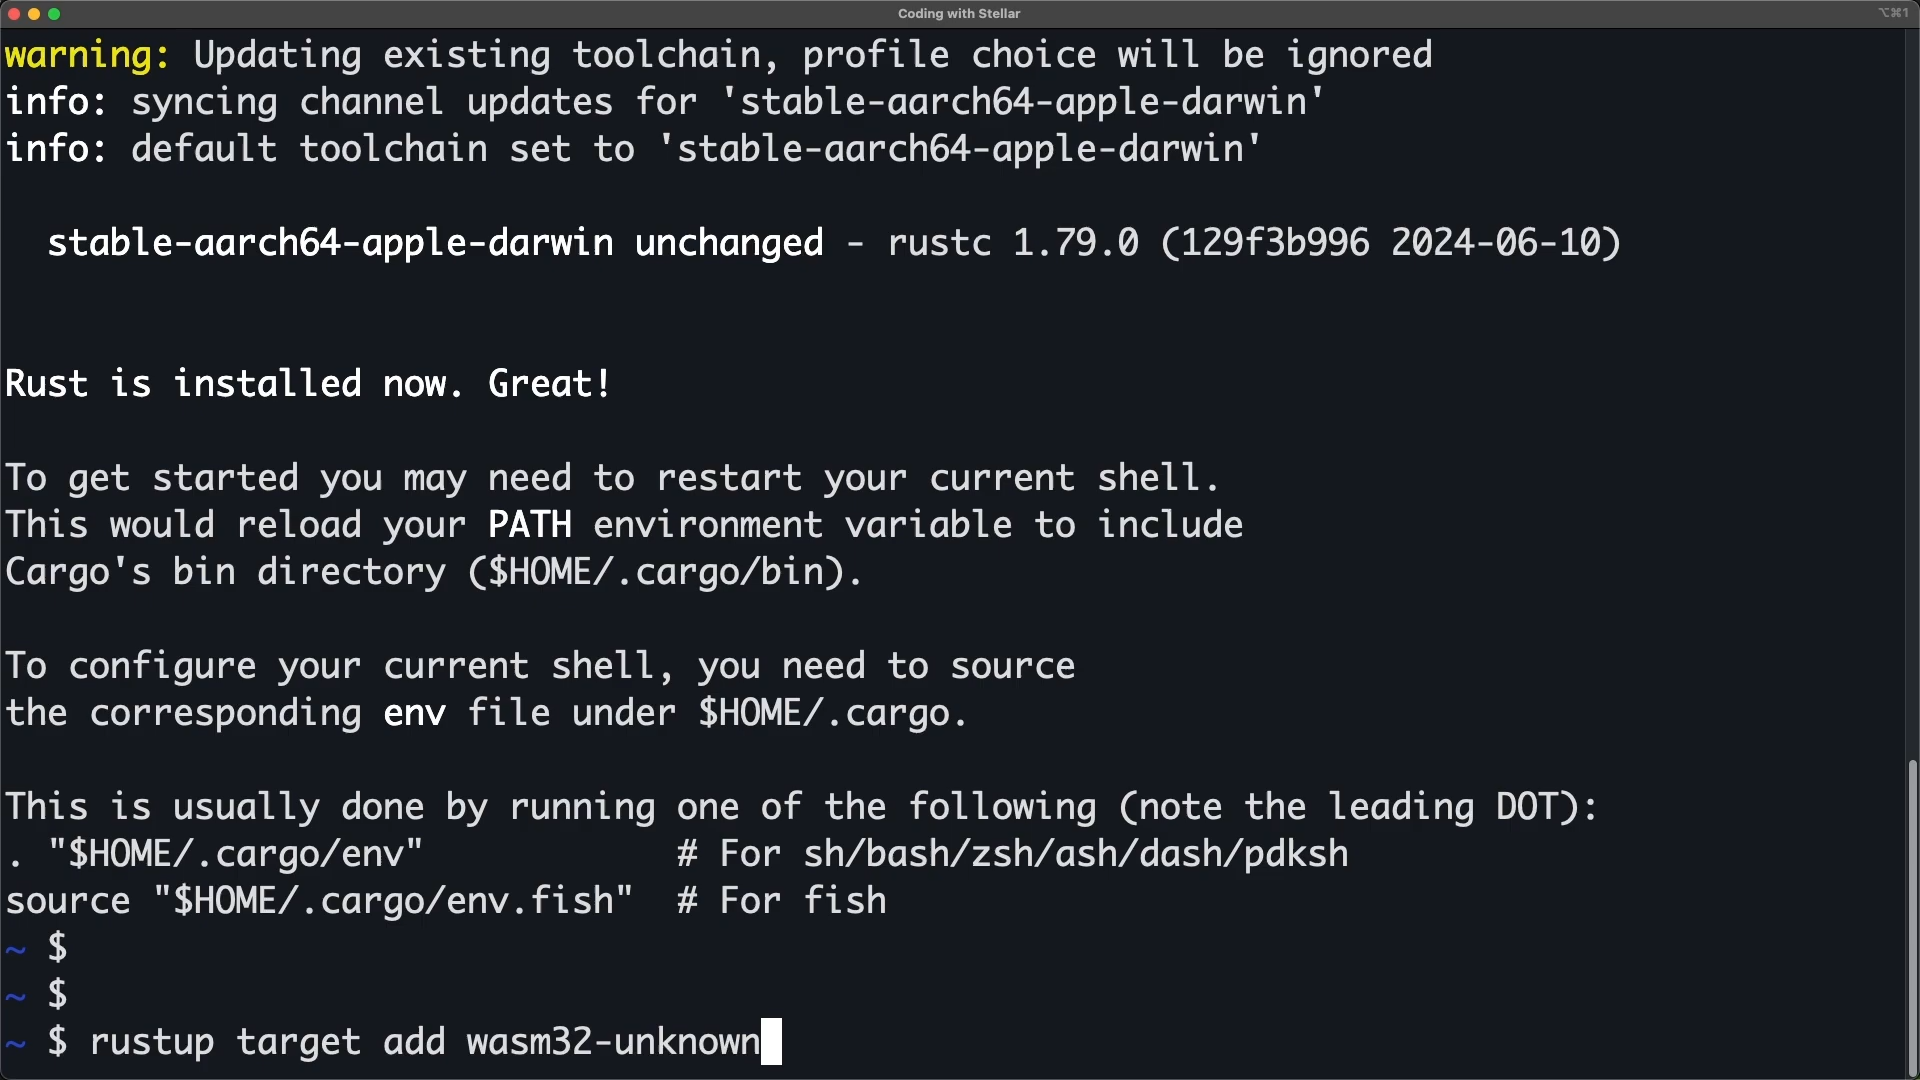 Coding with Stellar
⌥⌘1
warning: Updating existing toolchain, profile choice will be ignored
info: syncing channel updates for 'stable-aarch64-apple-darwin'
info: default toolchain set to 'stable-aarch64-apple-darwin'
stable-aarch64-apple-darwin unchanged - rustc 1.79.0 (129f3b996 2024-06-10)
Rust is installed now. Great!
To get started you may need to restart your current shell.
This would reload your PATH environment variable to include
Cargo's bin directory ($HOME/.cargo/bin).
To configure your current shell, you need to source
the corresponding env file under $HOME/.cargo.
This is usually done by running one of the following (note the leading DOT):
. "$HOME/.cargo/env"            # For sh/bash/zsh/ash/dash/pdksh
source "$HOME/.cargo/env.fish"  # For fish
~ $
~ $
~ $ rustup target add wasm32-unknown